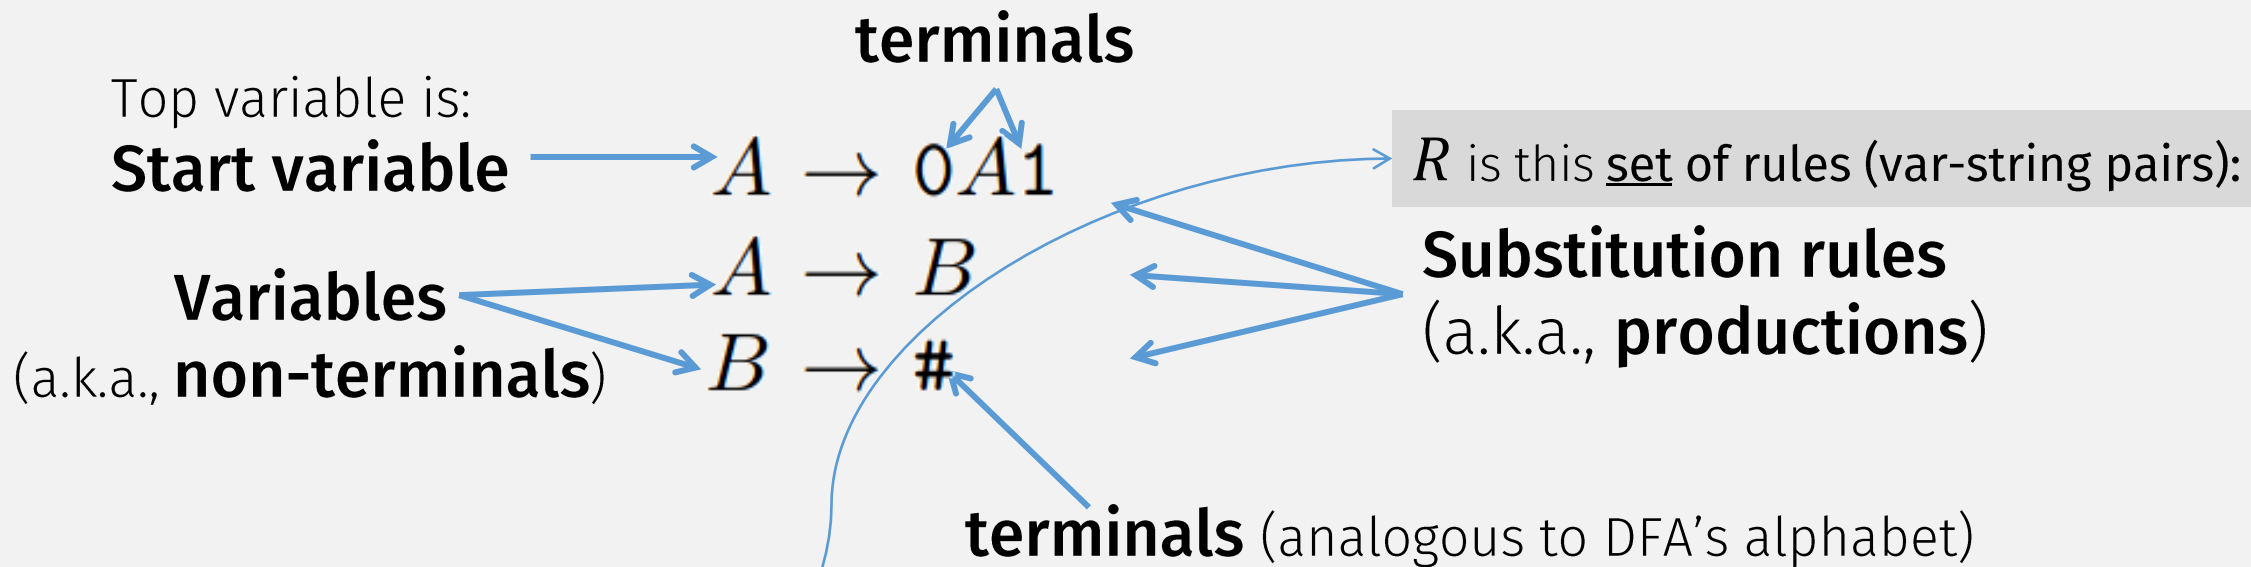 terminals
Top variable is:
Start variable
A → 0A1
R is this set of rules (var-string pairs):
A → B
Substitution rules
(a.k.a., productions)
Variables
(a.k.a., non-terminals)
B → #
terminals (analogous to DFA’s alphabet)